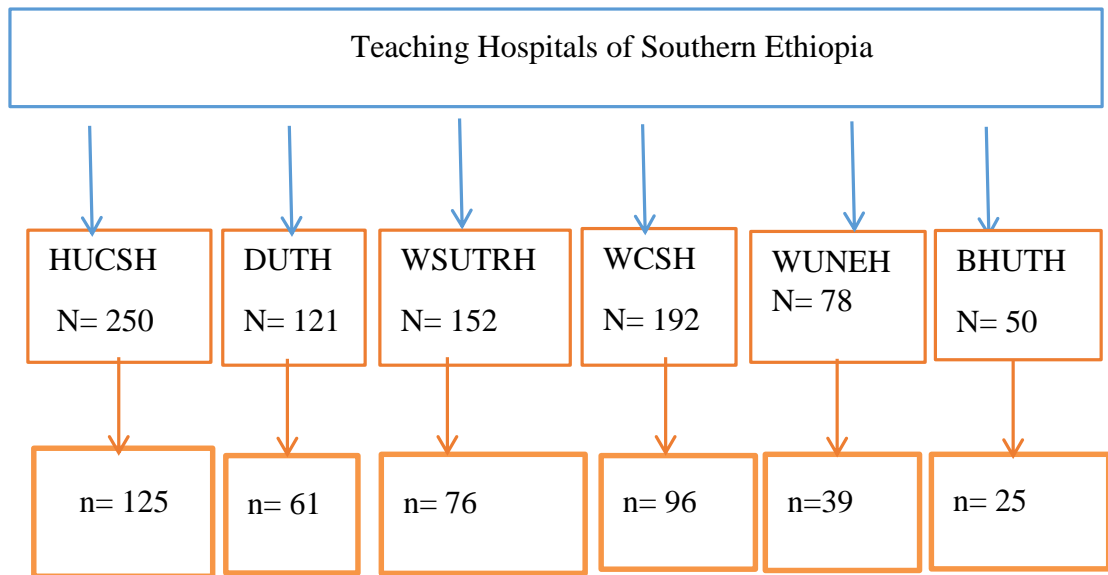 Teaching Hospitals of Southern Ethiopia
HUCSH
N= 250
DUTH
N= 121
WSUTRH
N= 152
WCSH
N= 192
WUNEH
N= 78
BHUTH
N= 50
n= 125
n= 61
n= 76
n= 96
n=39
n= 25